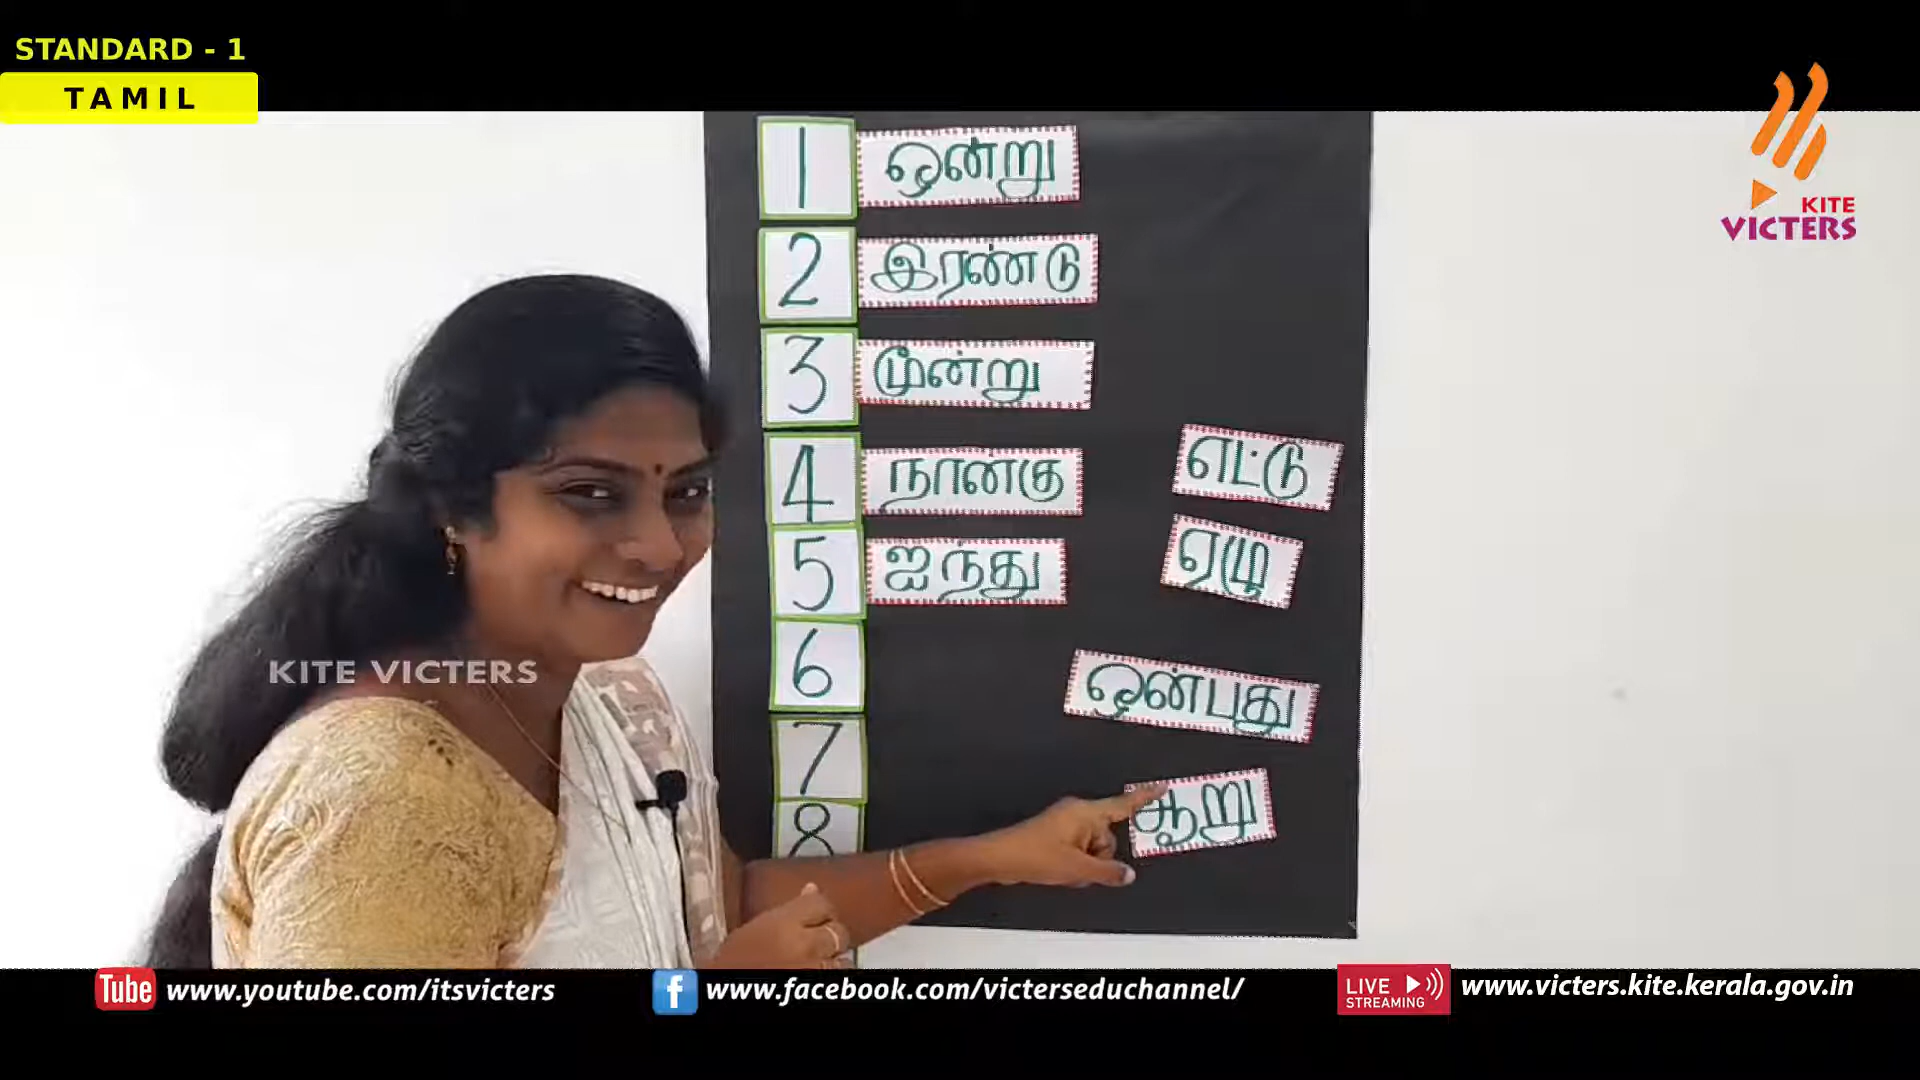 STANDARD - 1
TAMIL
KITE
VICTERS
1 ஒன்று
2 இரண்டு
3 மூன்று
4 நான்கு
எட்டு
5 ஐந்து
ஏழு
6
ஒன்பது
7
ஆறு
8
KITE VICTERS
Tube www.youtube.com/itsvicters
f www.facebook.com/victerseduchannel/
LIVE STREAMING www.victers.kite.kerala.gov.in